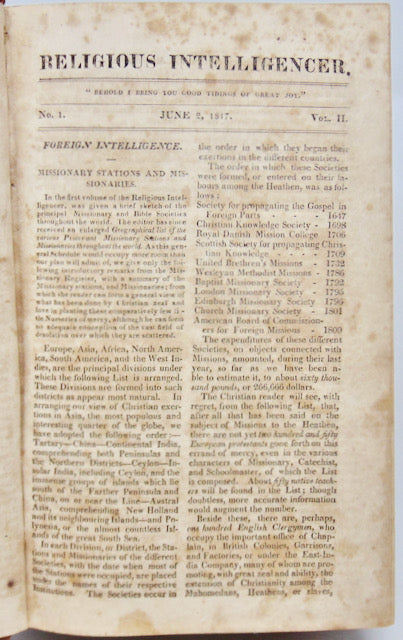 RELIGIOUS INTELLIGENCER.
"BEHOLD I BRING YOU GOOD TIDINGS OF GREAT JOY."
No. 1. JUNE 2, 1817. VOL. II.
FOREIGN INTELLIGENCE.
MISSIONARY STATIONS AND MIS-
SIONARIES.
In the first volume of the Religious Intel-
ligencer, was given a brief sketch of the
principal Missionary and Bible Societies
throughout the world. The editor has since
received an enlarged Geographical list of the
various Protestant Missionary Stations and
Missionaries throughout the world. As the gen-
eral Schedule would occupy more room than
our plan will admit of, we give only the fol-
lowing introductory remarks from the Mis-
sionary Register, with a summary of the
Missionary stations, and Missionaries; from
which the reader can form a general view of
what has been done by Christian zeal and
love in planting these comparatively few lit-
tle Nurseries of mercy, although he can form
no adequate conception of the vast field of
desolation over which they are scattered.
Europe, Asia, Africa, North Ame-
rica, South America, and the West In-
dies, are the principal divisions under
which the following List is arranged.
These Divisions are formed into such
districts as appear most natural. In
arranging our view of Christian exer-
tions in Asia, the most populous and
interesting quarter of the globe, we
have adopted the following order:—
Tartary—China—Continental India,
comprehending both Peninsulas and
the Northern Districts—Ceylon—In-
sular India, including Ceylon, and the
immense groups of islands which lie
south of the Farther Peninsula and
China, on or near the Line—Austral
Asia, comprehending New Holland
and its neighbouring Islands—and Po-
lynesia, or the almost countless Isl-
ands of the great South Sea.
In each Division, or District, the Sta-
tions and Missionaries of the different
Societies, with the date when most of
the Stations were occupied, are placed
under the names of their respective
Institutions. The Societies occur in
the order in which they began their
exertions in the different countries.
The order in which these Societies
were formed, or entered on their la-
bours among the Heathen, was as fol-
lows:
Society for propagating the Gospel in
Foreign Parts - - - 1647
Christian Knowledge Society - 1698
Royal Danish Mission College 1706
Scottish Society for propagating Chris-
tian Knowledge - - - 1709
United Brethren's Missions - 1732
Wesleyan Methodist Missions - 1786
Baptist Missionary Society - 1792
London Missionary Society - 1795
Edinburgh Missionary Society 1796
Church Missionary Society - 1801
American Board of Commission-
ers for Foreign Missions - 1800
The expenditures of these different
Societies, on objects connected with
Missions, amounted, during their last
year, so far as we have been a-
ble to estimate it, to about sixty thou-
sand pounds, or 266,666 dollars.
The Christian reader will see, with
regret, from the following List, that,
after all that has been said on the
subject of Missions to the Heathen,
there are not yet two hundred and fifty
European protestants gone forth on this
errand of mercy, even in the various
characters of Missionary, Catechist,
and Schoolmaster, of which the List
is composed. About fifty native teach-
ers will be found in the List; though
doubtless, more accurate information
would augment the number.
Beside these, there are, perhaps,
one hundred English Clergymen, who
occupy the important office of Chap-
lain, in British Colonies, Garrisons,
and Factories, or under the East-In-
dia Company, many of whom are pro-
moting, with great zeal and ability, the
extension of Christianity among the
Mahomedans, Heathens, or slaves,